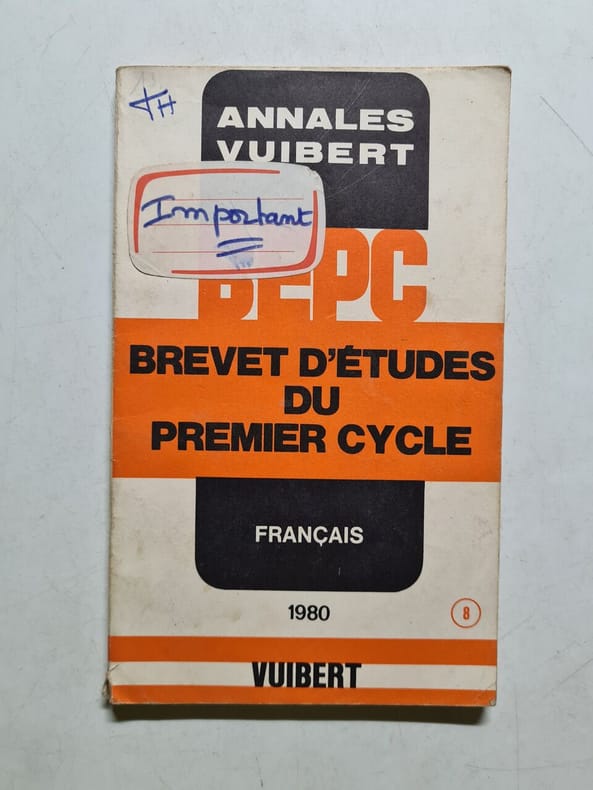 TH
ANNALES
VUIBERT
Important
BEPC
BREVET D'ÉTUDES
DU
PREMIER CYCLE
FRANÇAIS
1980
8
VUIBERT